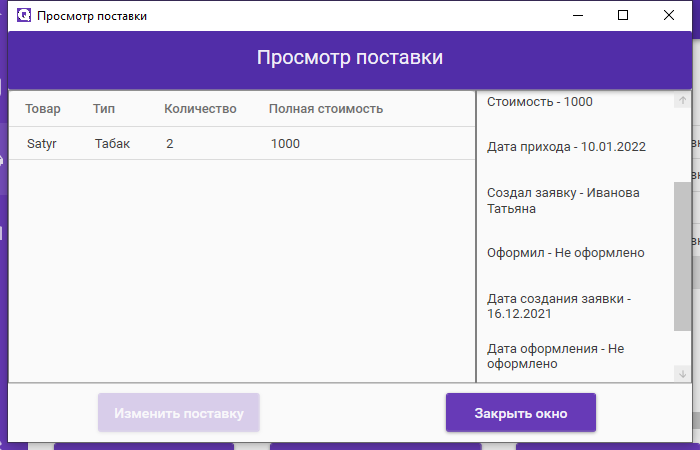 Просмотр поставки
Просмотр поставки
Товар Тип Количество Полная стоимость
Satyr Табак 2 1000
Стоимость - 1000
Дата прихода - 10.01.2022
Создал заявку - Иванова
Татьяна
Оформил - Не оформлено
Дата создания заявки -
16.12.2021
Дата оформления - Не
оформлено
Изменить поставку
Закрыть окно